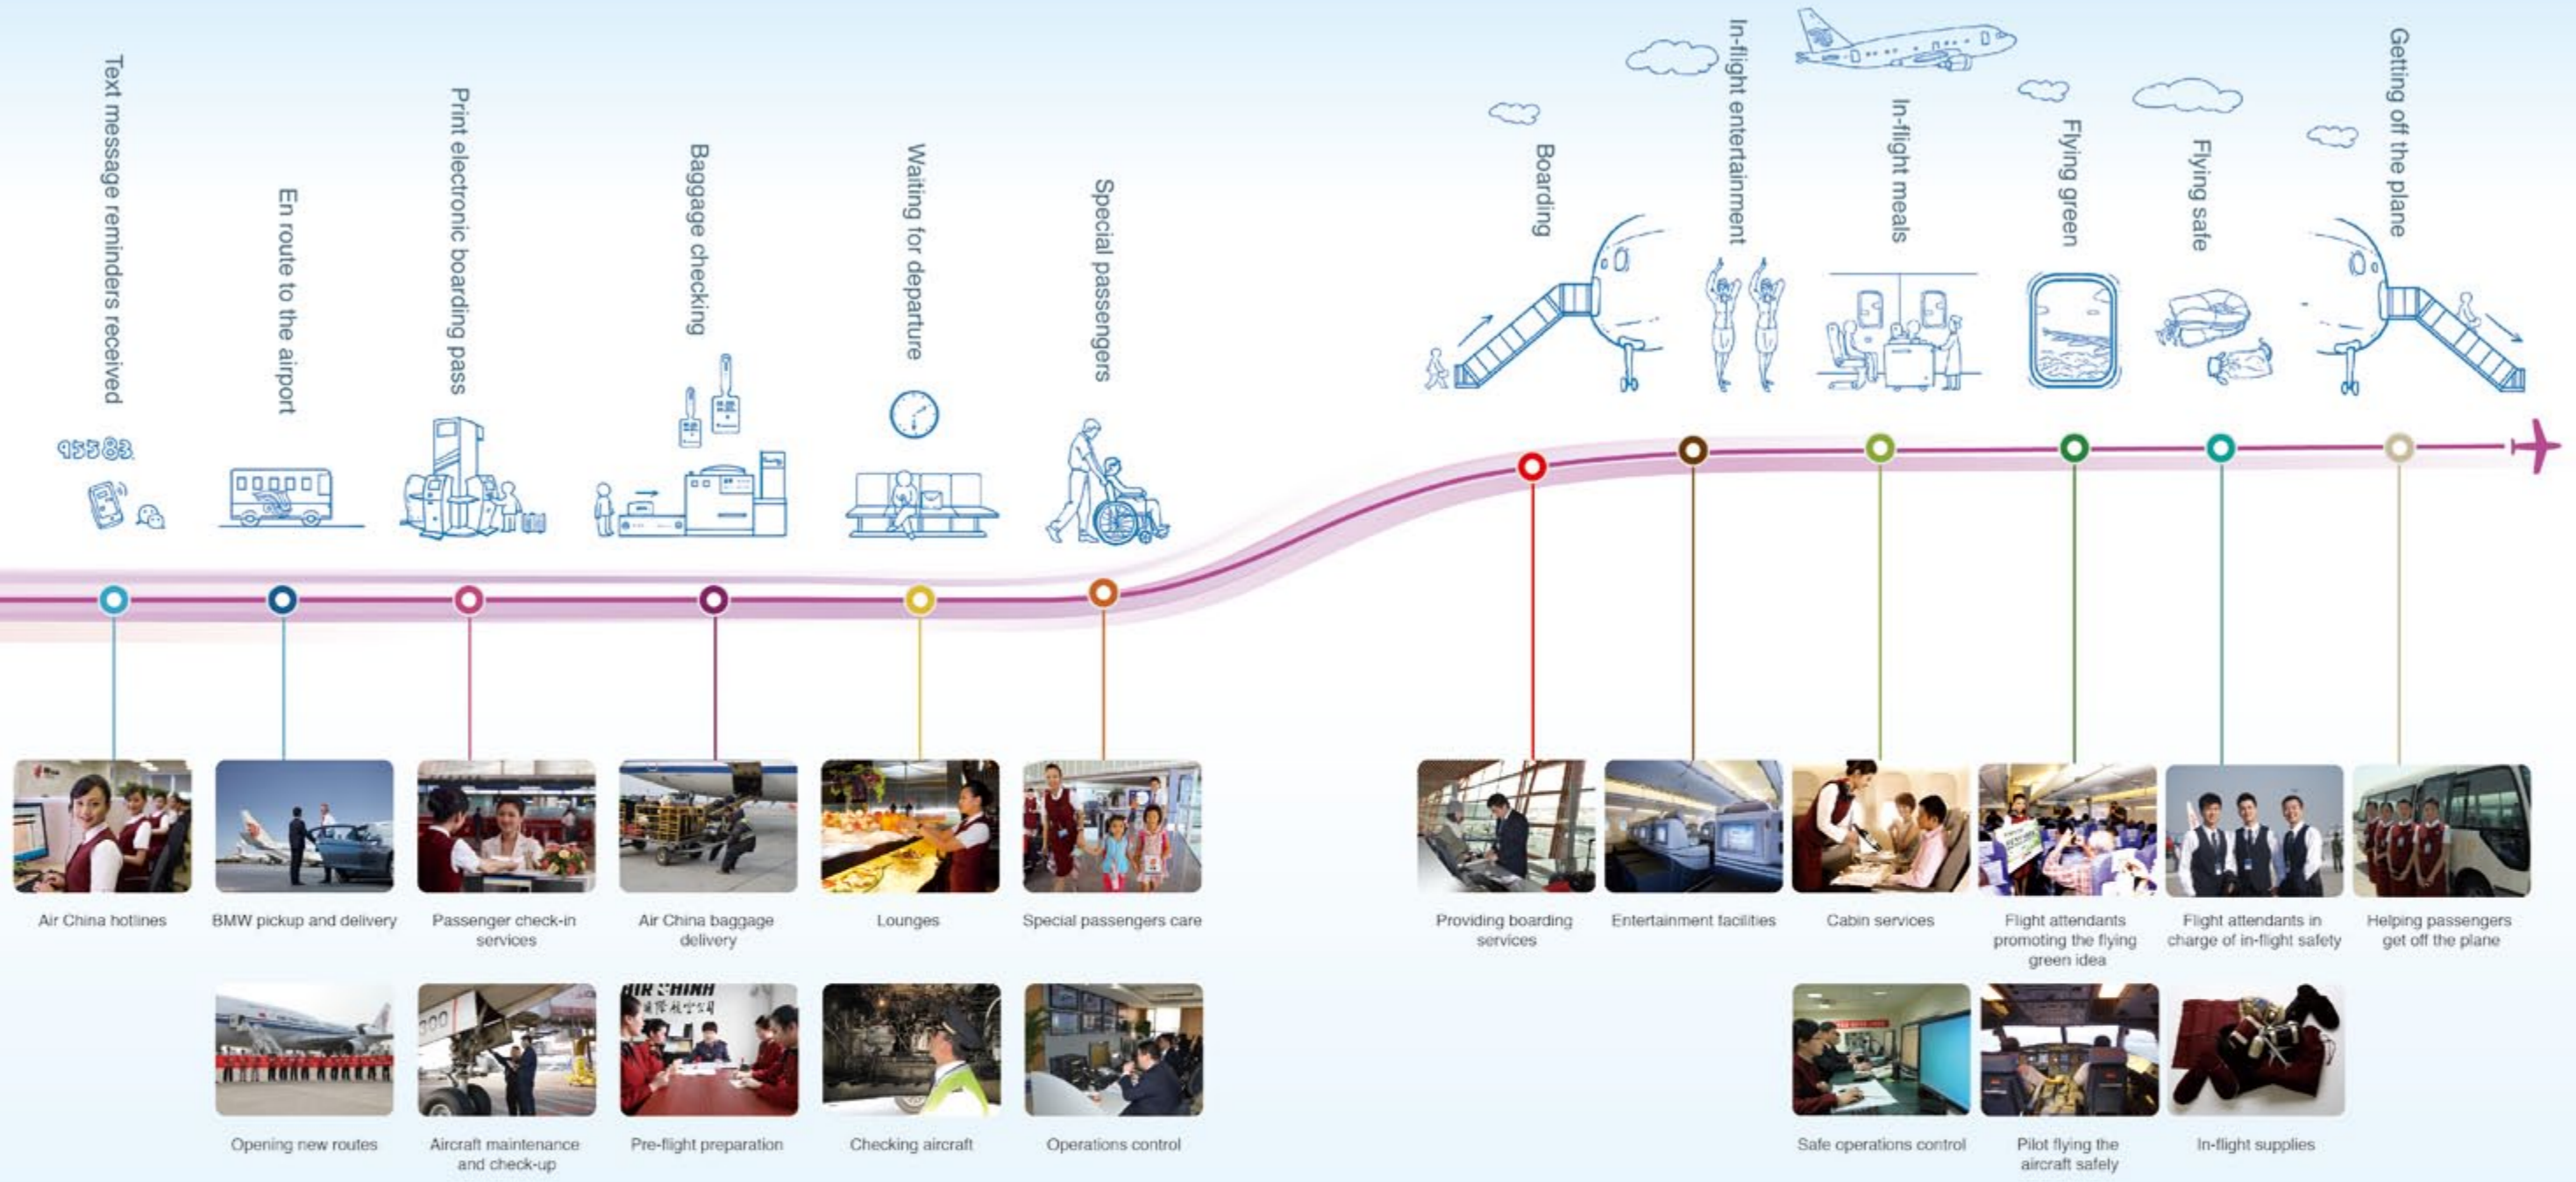 Text message reminders received
En route to the airport
Print electronic boarding pass
Baggage checking
Waiting for departure
Special passengers
Boarding
In-flight entertainment
In-flight meals
Flying green
Flying safe
Getting off the plane
95583
Air China hotlines
BMW pickup and delivery
Passenger check-in
services
Air China baggage
delivery
Lounges
Special passengers care
Providing boarding
services
Entertainment facilities
Cabin services
Flight attendants
promoting the flying
green idea
Flight attendants in
charge of in-flight safety
Helping passengers
get off the plane
300
AIR CHINA
Opening new routes
Aircraft maintenance
and check-up
Pre-flight preparation
Checking aircraft
Operations control
Safe operations control
Pilot flying the
aircraft safely
In-flight supplies